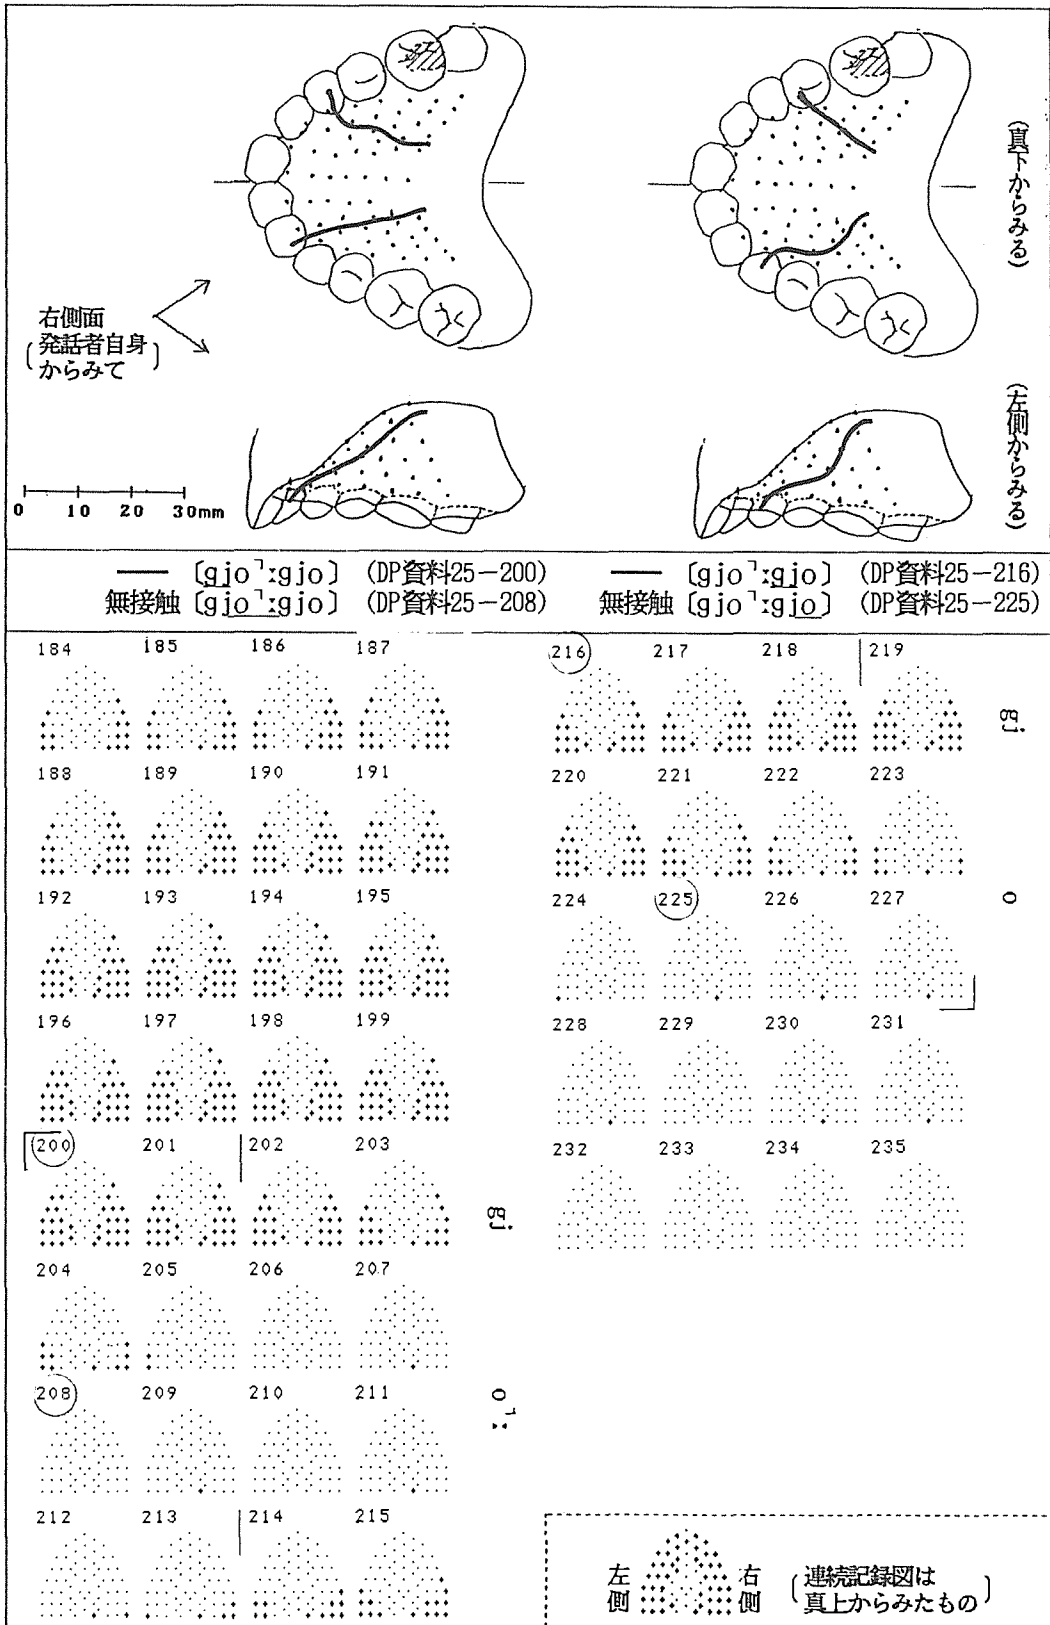 (真下からみる)
右側面
(発話者自身
からみて)
(左側からみる)
0 10 20 30mm
━━ [gjo˥ːgjo] (DP資料25−200)
無接触 [gjo˥ːgjo] (DP資料25−208)
━━ [gjo˥ːgjo] (DP資料25−216)
無接触 [gjo˥ːgjo] (DP資料25−225)
184 185 186 187
188 189 190 191
192 193 194 195
196 197 198 199
200 201 202 203
gj
204 205 206 207
208 209 210 211
o˥ː
212 213 214 215
216 217 218 219
gj
220 221 222 223
224 225 226 227
o
228 229 230 231
232 233 234 235
左側 右側 (連続記録図は
真上からみたもの)